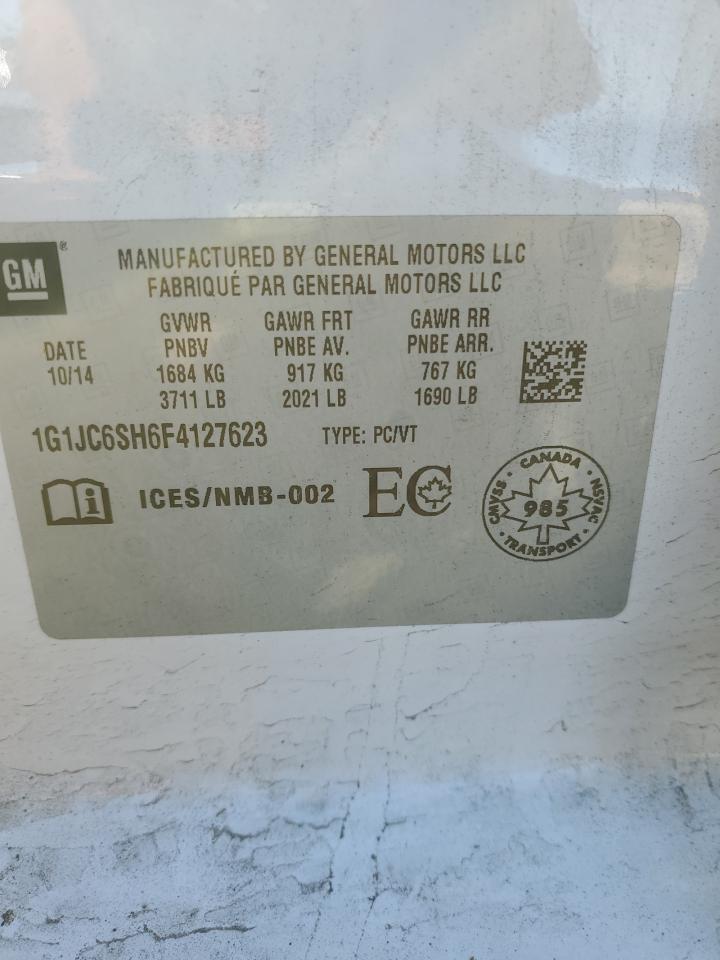 GM®
MANUFACTURED BY GENERAL MOTORS LLC
FABRIQUÉ PAR GENERAL MOTORS LLC
DATE
10/14
GVWR
PNBV
1684 KG
3711 LB
GAWR FRT
PNBE AV.
917 KG
2021 LB
GAWR RR
PNBE ARR.
767 KG
1690 LB
1G1JC6SH6F4127623 TYPE: PC/VT
i ICES/NMB-002 EC
CANADA
CMVSS 985 NSVAC
TRANSPORT